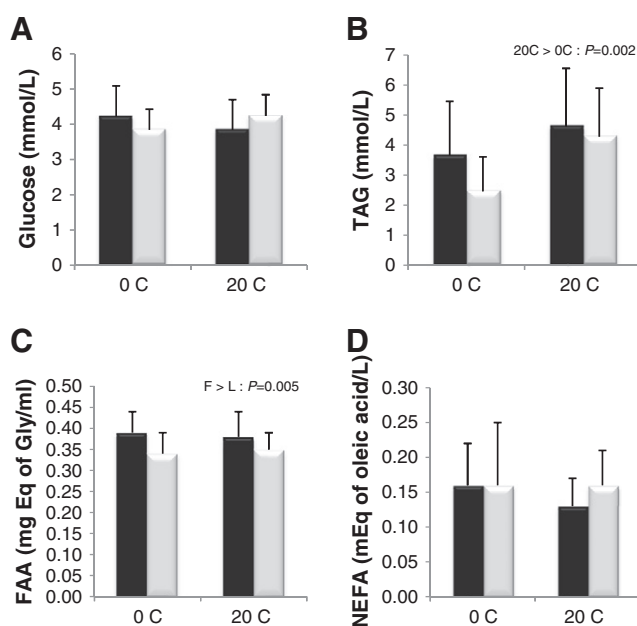 A
Glucose (mmol/L)
6
5
4
3
2
1
0
0 C 20 C
B
20C > 0C : P=0.002
TAG (mmol/L)
7
6
5
4
3
2
1
0
0 C 20 C
C
F > L : P=0.005
FAA (mg Eq of Gly/ml)
0.50
0.45
0.40
0.35
0.30
0.25
0.20
0.15
0.10
0.05
0.00
0 C 20 C
D
NEFA (mEq of oleic acid/L)
0.30
0.25
0.20
0.15
0.10
0.05
0.00
0 C 20 C